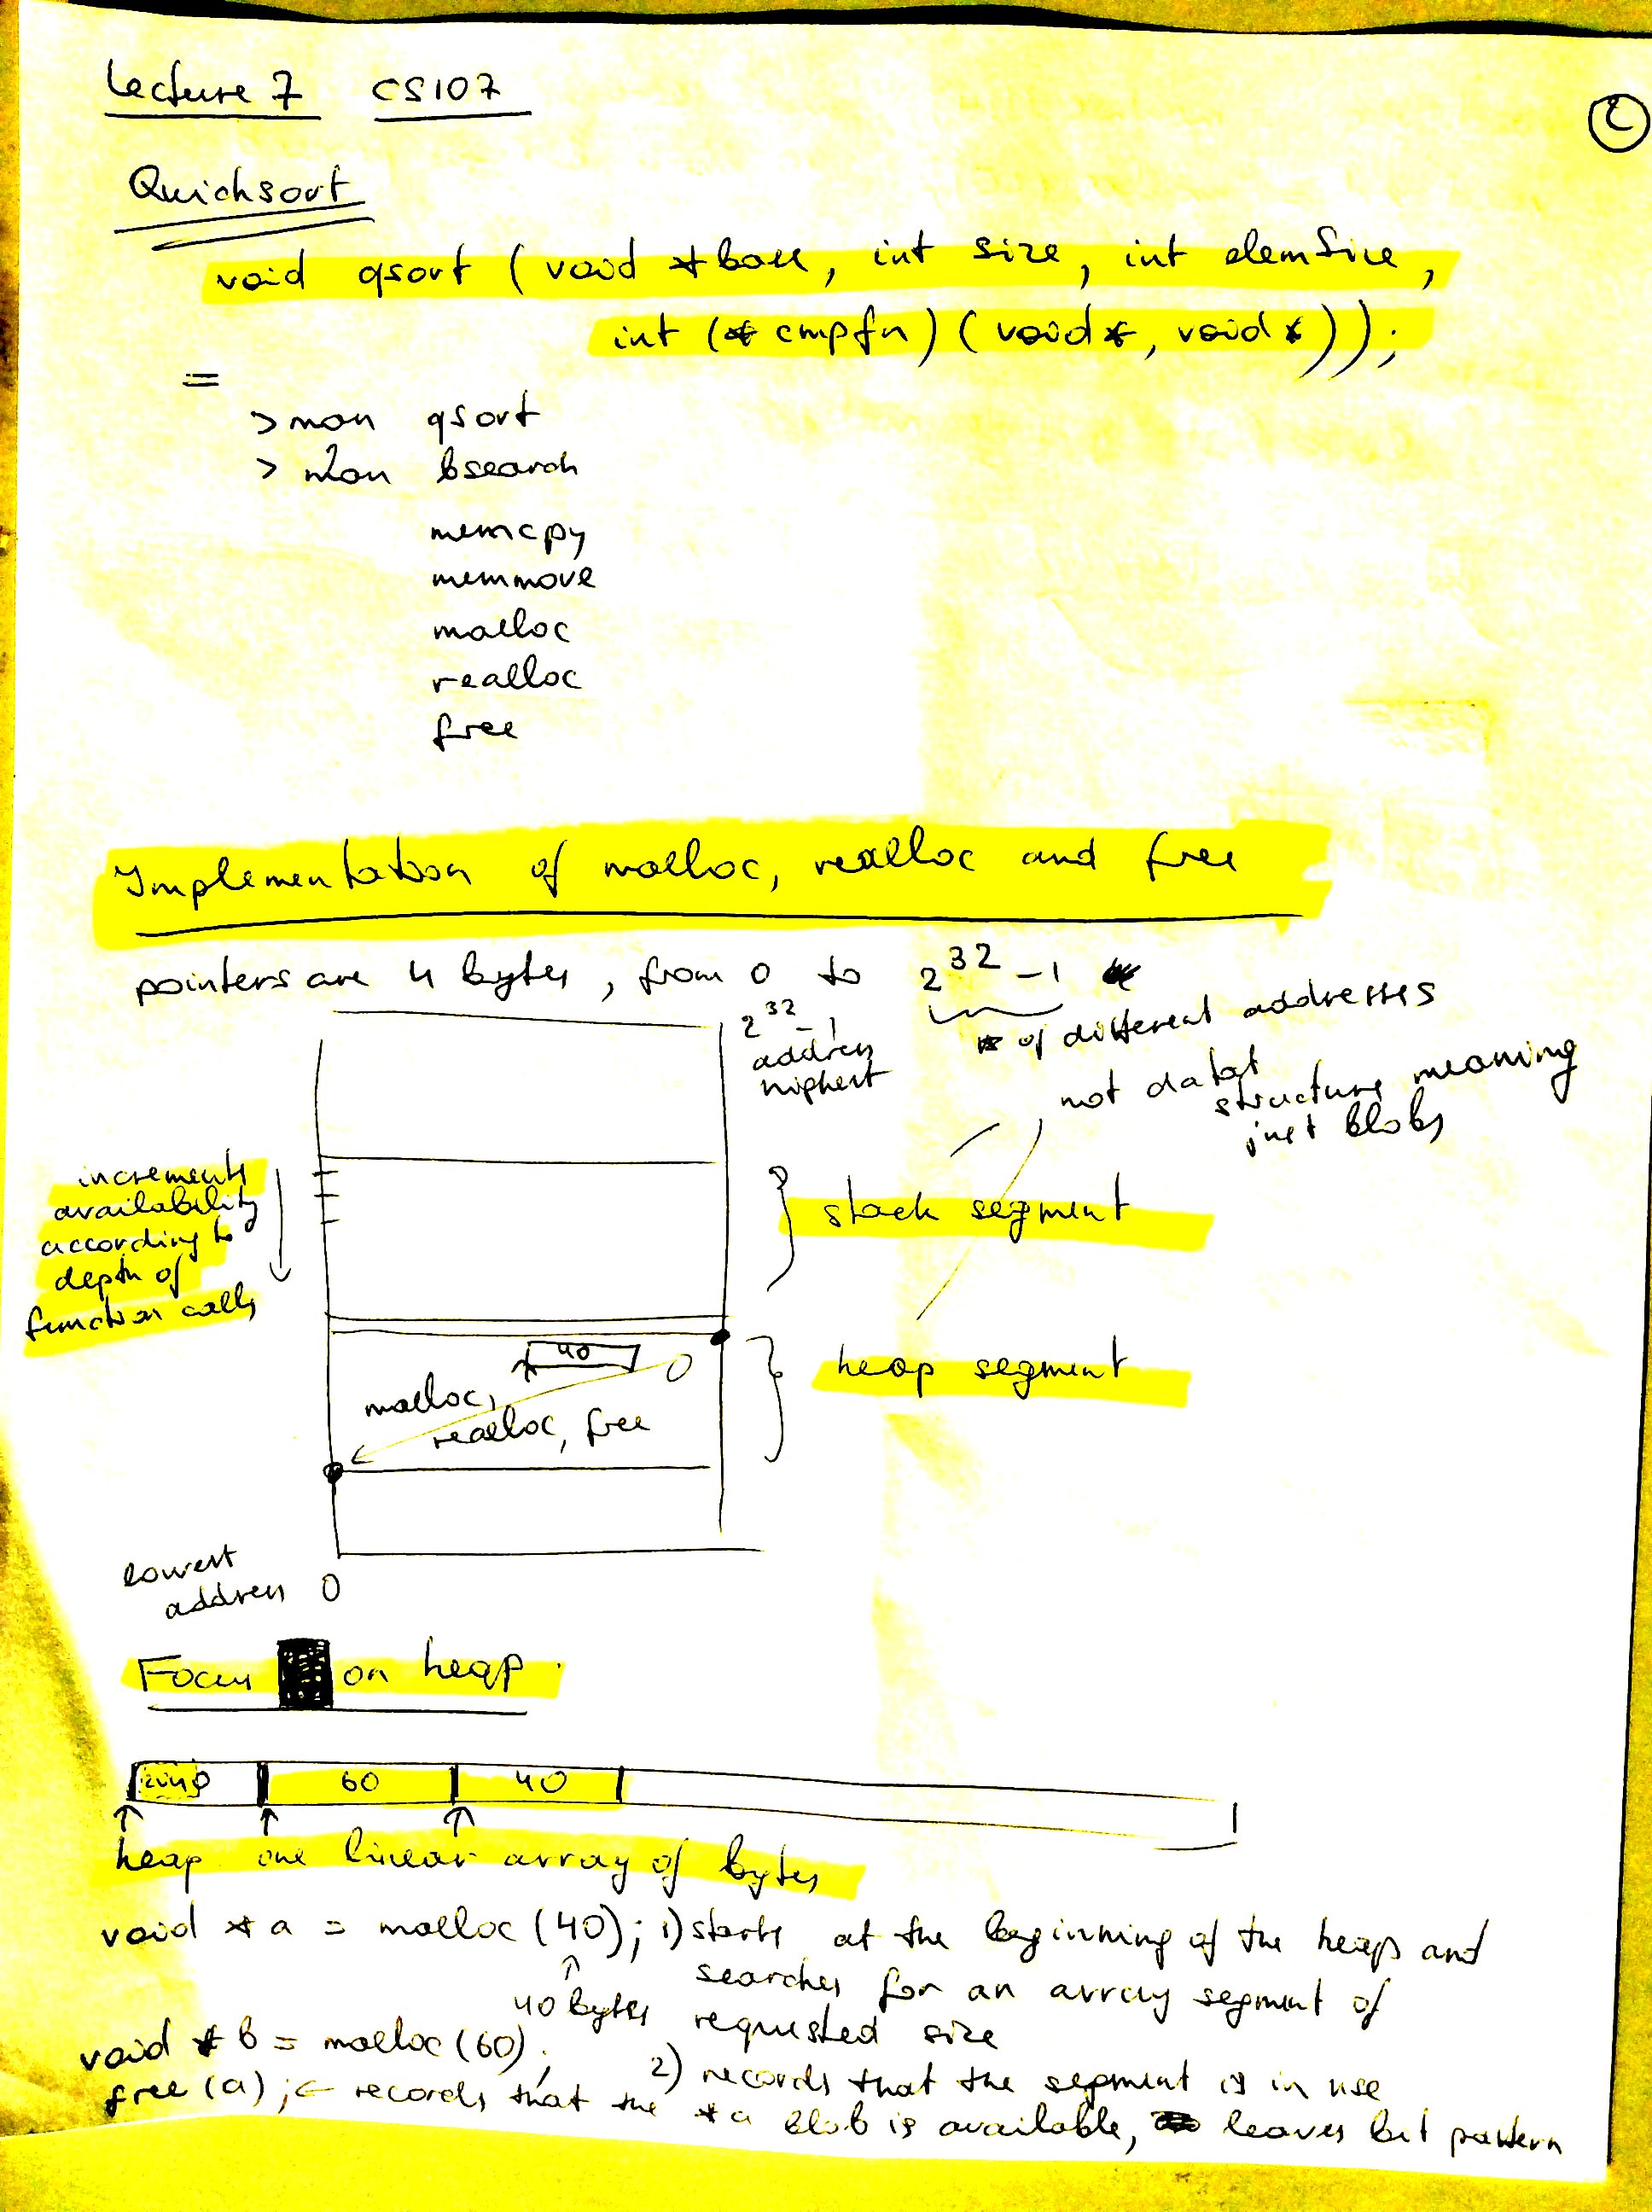 Lecture 7 CS107
Quicksort
void qsort ( void *base, int size, int elemSize,
int (* cmpfn) ( void*, void* ));
=
> man qsort
> man bsearch
memcpy
memmove
malloc
realloc
free
Implementation of malloc, realloc and free
pointers are 4 bytes, from 0 to 2^32 - 1
# of different addresses
2^32 - 1
address
highest
not data
structure meaning
just blobs
increments
availability
according to
depth of
function calls
stack segment
heap segment
40
malloc,
realloc, free
lowest
address 0
Focus on heap.
40 60 40
heap one linear array of bytes
void * a = malloc (40); 1) starts at the beginning of the heap and
searches for an array segment of
40 bytes requested size
void * b = malloc (60);
2) records that the segment is in use
free (a); ← records that the *a blob is available, leaves bit pattern